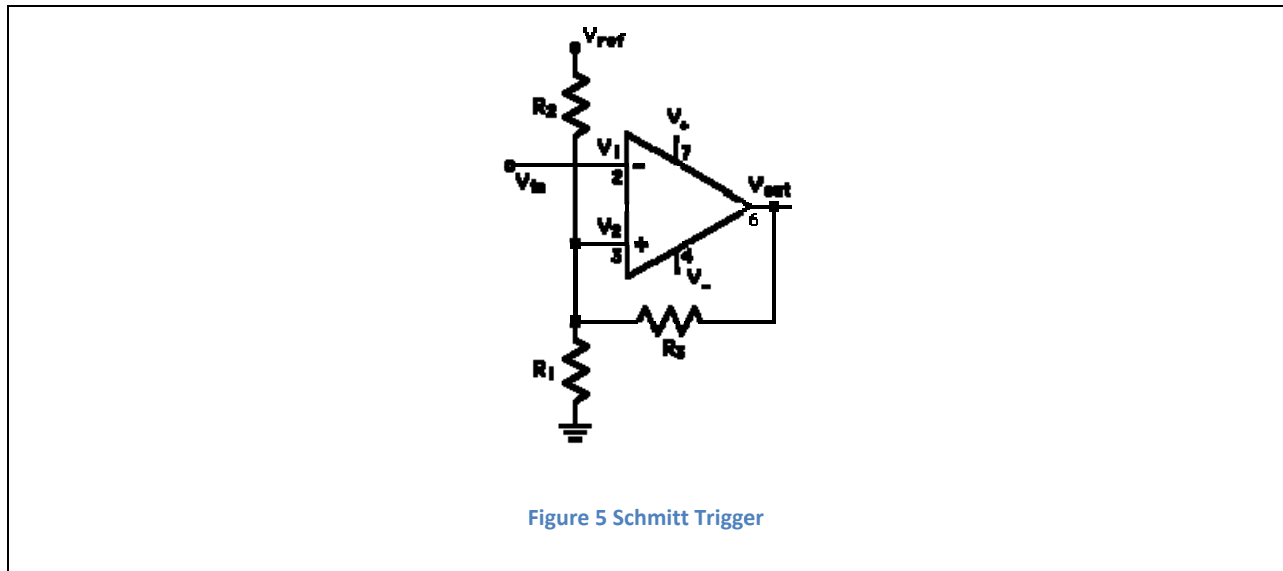 Vref
R2
V+
7
V1
-
2
Vin
Vout
6
V2
+
3
4
V-
R3
R1
Figure 5 Schmitt Trigger